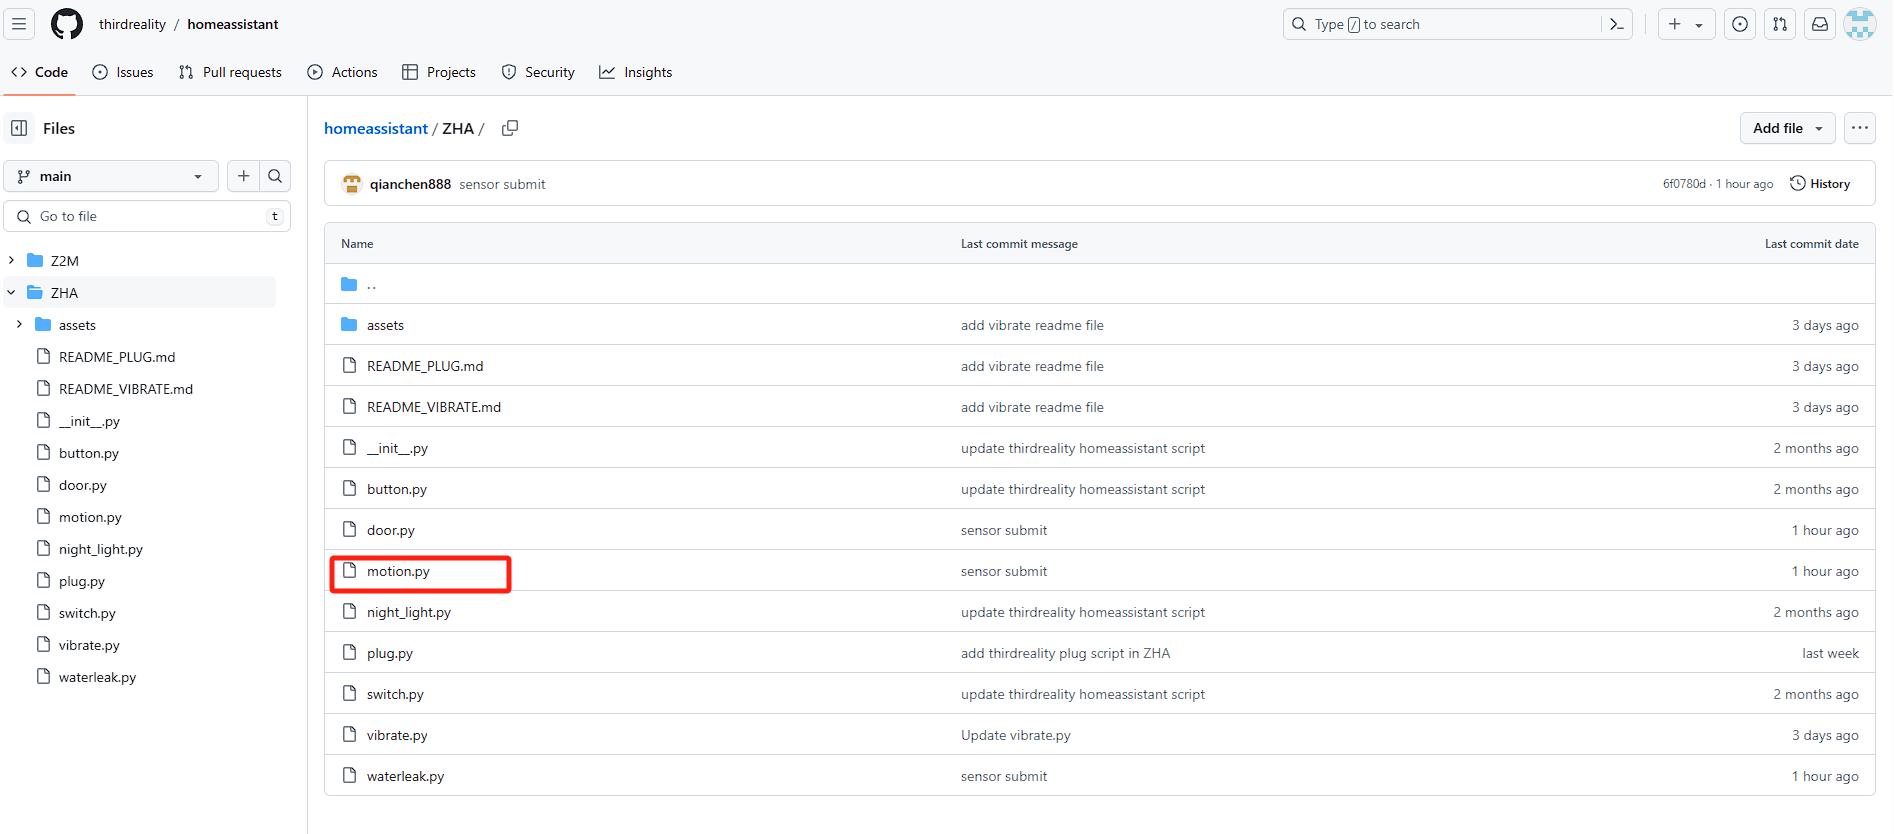 thirdreality / homeassistant
Type / to search
Code Issues Pull requests Actions Projects Security Insights
Files
main
Go to file t
Z2M
ZHA
assets
README_PLUG.md
README_VIBRATE.md
__init__.py
button.py
door.py
motion.py
night_light.py
plug.py
switch.py
vibrate.py
waterleak.py
homeassistant / ZHA /
Add file
qianchen888 sensor submit 6f0780d · 1 hour ago History
Name Last commit message Last commit date
..
assets add vibrate readme file 3 days ago
README_PLUG.md add vibrate readme file 3 days ago
README_VIBRATE.md add vibrate readme file 3 days ago
__init__.py update thirdreality homeassistant script 2 months ago
button.py update thirdreality homeassistant script 2 months ago
door.py sensor submit 1 hour ago
motion.py sensor submit 1 hour ago
night_light.py update thirdreality homeassistant script 2 months ago
plug.py add thirdreality plug script in ZHA last week
switch.py update thirdreality homeassistant script 2 months ago
vibrate.py Update vibrate.py 3 days ago
waterleak.py sensor submit 1 hour ago